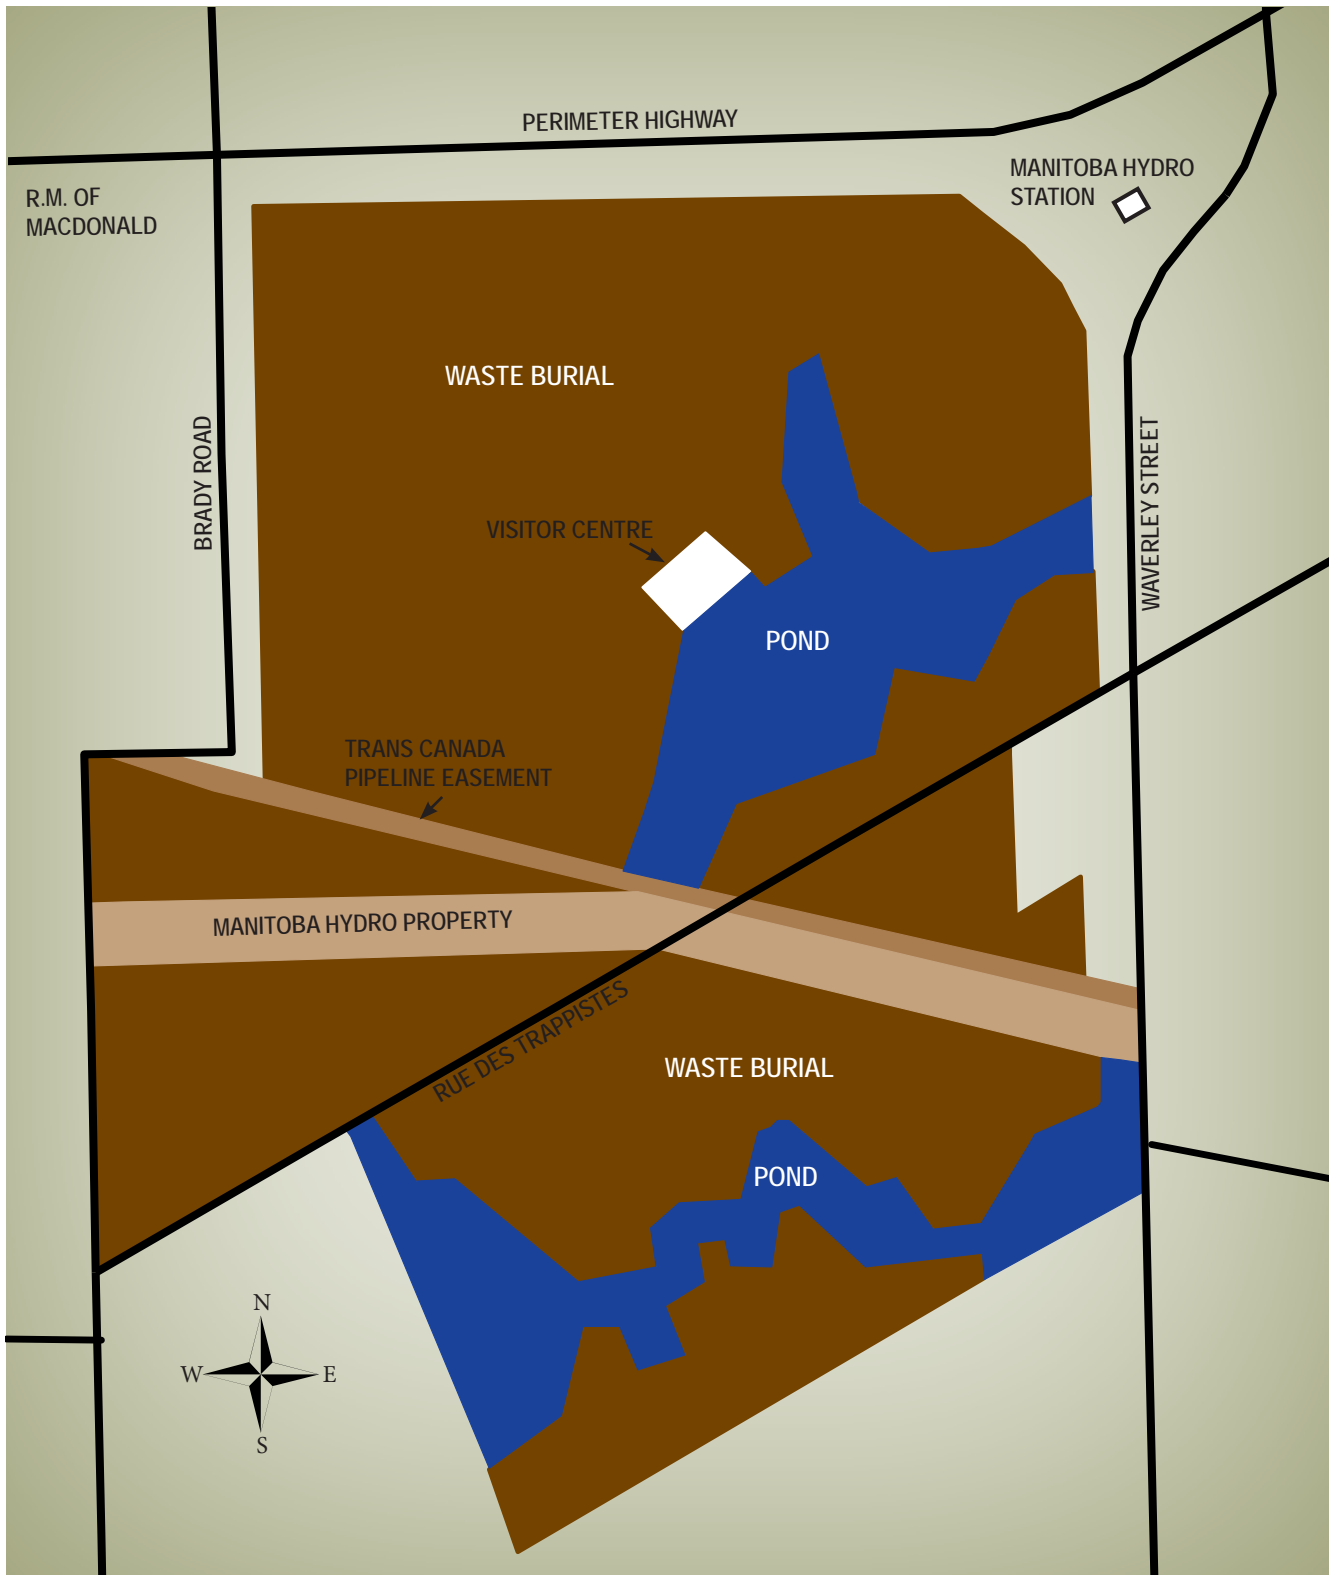 PERIMETER HIGHWAY
MANITOBA HYDRO
STATION
R.M. OF
MACDONALD
WASTE BURIAL
BRADY ROAD
WAVERLEY STREET
VISITOR CENTRE
POND
TRANS CANADA
PIPELINE EASEMENT
MANITOBA HYDRO PROPERTY
RUE DES TRAPPISTES
WASTE BURIAL
POND
N
W
E
S